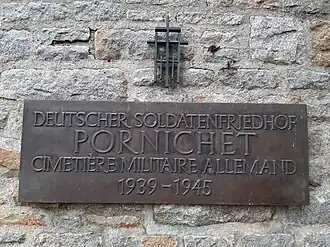 DEUTSCHER SOLDATENFRIEDHOF
PORNICHET
CIMETIÈRE MILITAIRE ALLEMAND
1939-1945